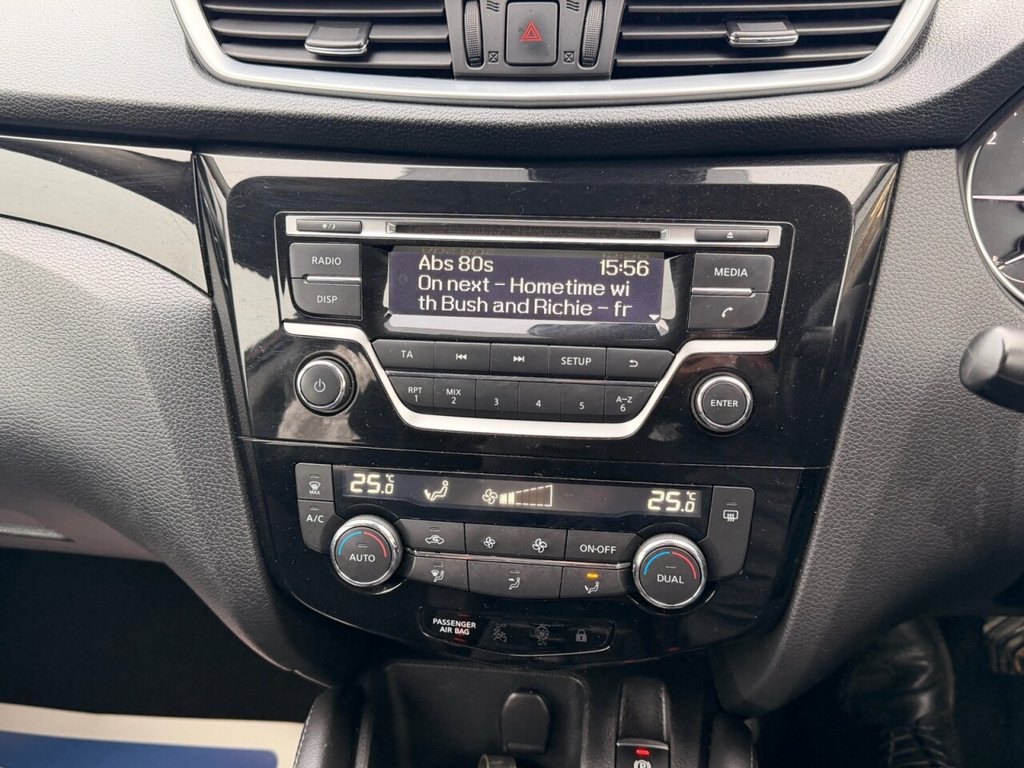 RADIO
DISP
Abs 80s 15:56
On next - Hometime wi
th Bush and Richie - fr
MEDIA
TA SETUP
RPT 1 MIX 2 3 4 5 A-Z 6
ENTER
MAX
25.0 °C 25.0 °C
A/C
AUTO ON·OFF DUAL
PASSENGER
AIR BAG
2